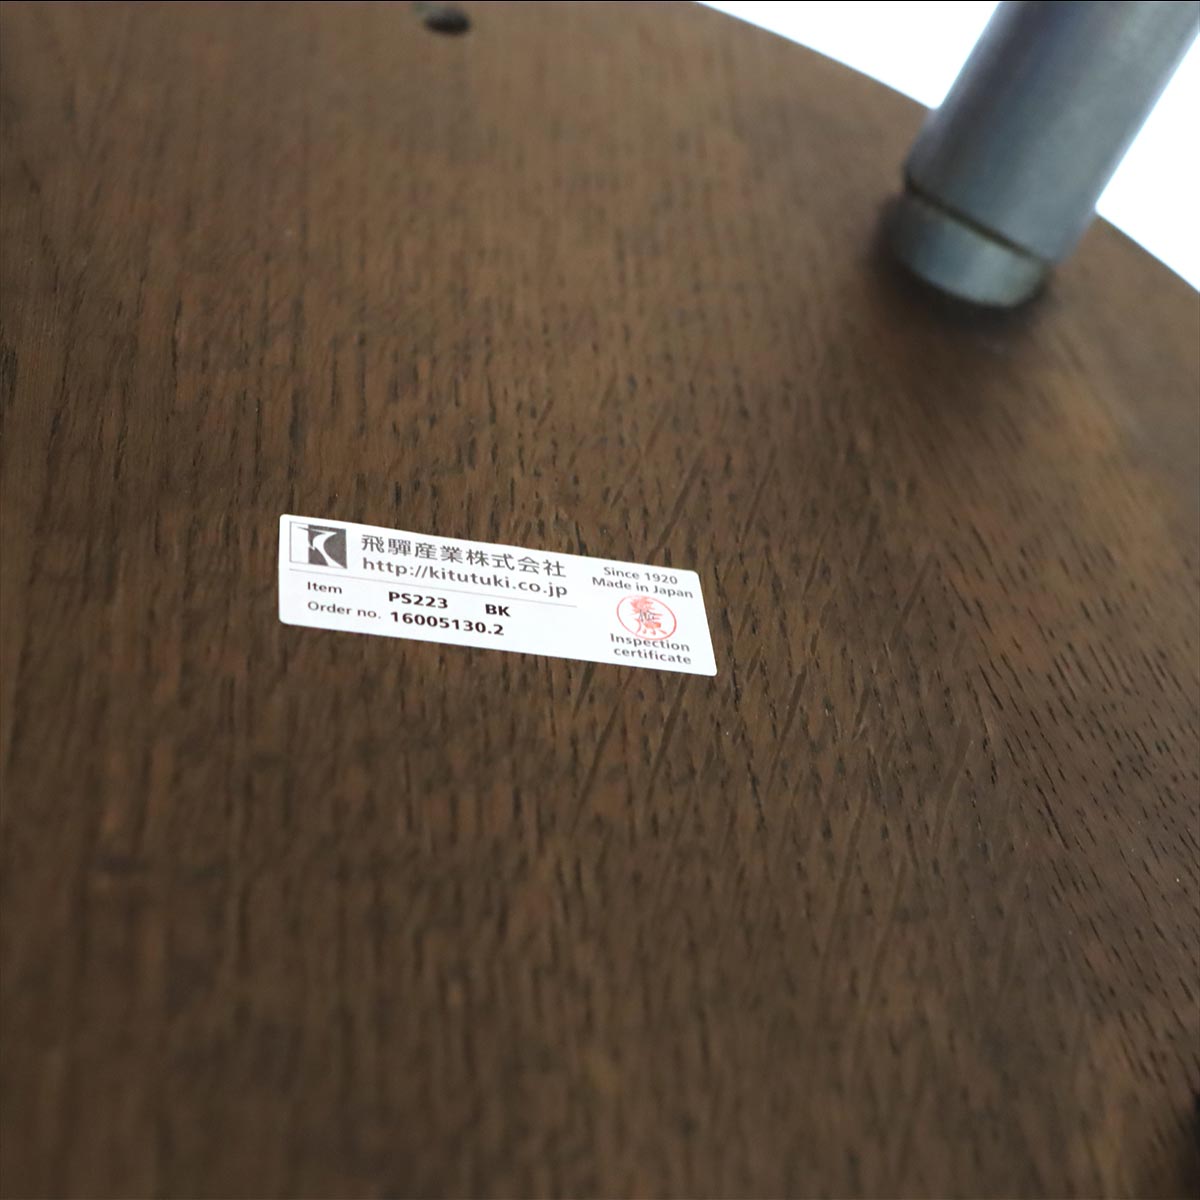 飛騨産業株式会社
http://kitutuki.co.jp
Item PS223 BK
Order no. 16005130.2
Since 1920
Made in Japan
Inspection
certificate